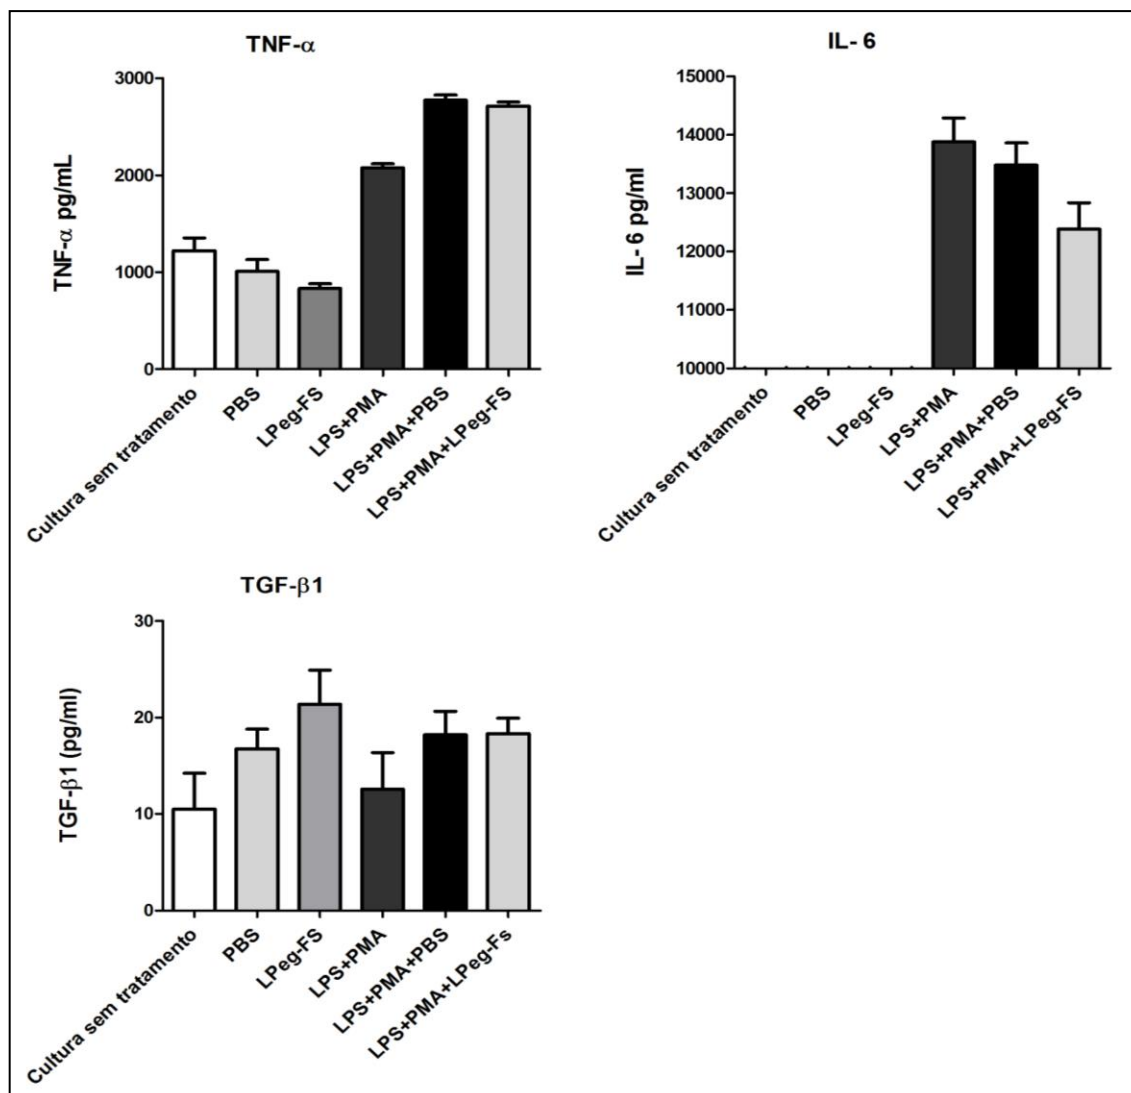 TNF-α
3000
2000
1000
0
TNF-α pg/mL
Cultura sem tratamento
PBS
LPeg-FS
LPS+PMA
LPS+PMA+PBS
LPS+PMA+LPeg-FS
IL- 6
15000
14000
13000
12000
11000
10000
IL- 6 pg/ml
Cultura sem tratamento
PBS
LPeg-FS
LPS+PMA
LPS+PMA+PBS
LPS+PMA+LPeg-FS
TGF-β1
30
20
10
0
TGF-β1 (pg/ml)
Cultura sem tratamento
PBS
LPeg-FS
LPS+PMA
LPS+PMA+PBS
LPS+PMA+LPeg-Fs